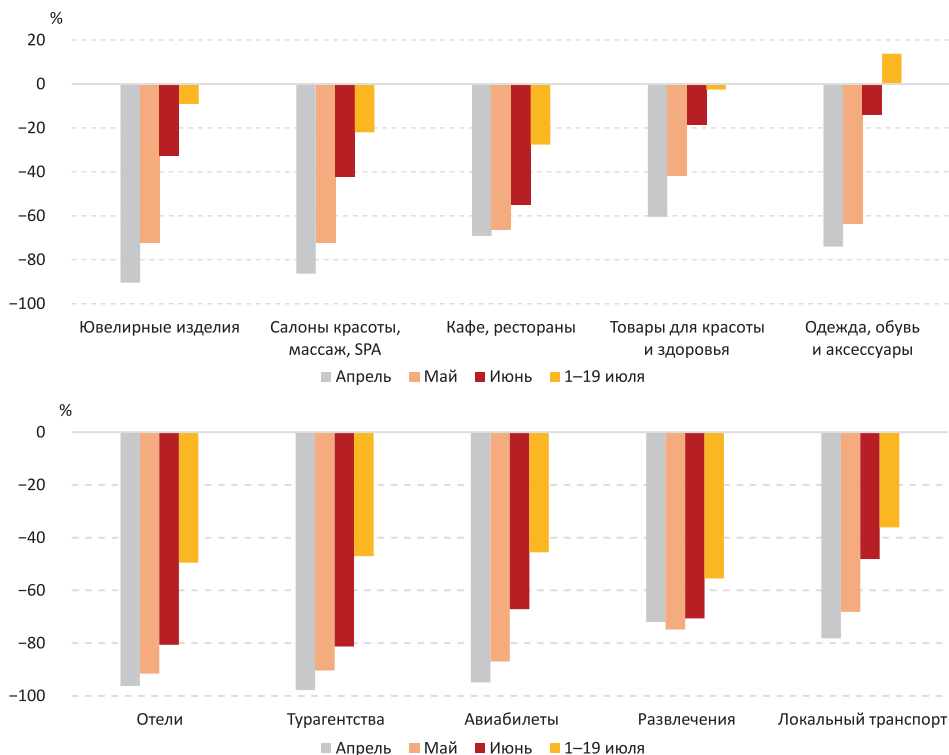 %
20
0
−20
−40
−60
−80
−100
Ювелирные изделия
Салоны красоты,
массаж, SPA
Кафе, рестораны
Товары для красоты
и здоровья
Одежда, обувь
и аксессуары
Апрель Май Июнь 1–19 июля
%
0
−20
−40
−60
−80
−100
Отели Турагентства Авиабилеты Развлечения Локальный транспорт
Апрель Май Июнь 1–19 июля